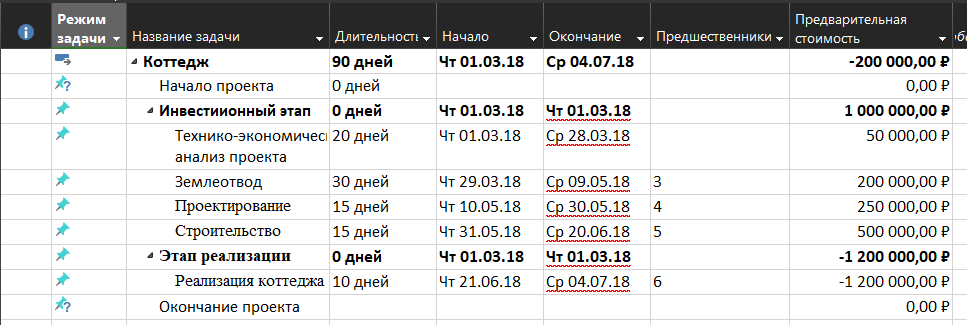 Режим задачи Название задачи Длительность Начало Окончание Предшественники Предварительная стоимость
Коттедж 90 дней Чт 01.03.18 Ср 04.07.18 -200 000,00 ₽
Начало проекта 0 дней 0,00 ₽
Инвестиионный этап 0 дней Чт 01.03.18 Чт 01.03.18 1 000 000,00 ₽
Технико-экономичес 20 дней Чт 01.03.18 Ср 28.03.18 50 000,00 ₽
анализ проекта
Землеотвод 30 дней Чт 29.03.18 Ср 09.05.18 3 200 000,00 ₽
Проектирование 15 дней Чт 10.05.18 Ср 30.05.18 4 250 000,00 ₽
Строительство 15 дней Чт 31.05.18 Ср 20.06.18 5 500 000,00 ₽
Этап реализации 0 дней Чт 01.03.18 Чт 01.03.18 -1 200 000,00 ₽
Реализация коттеджа 10 дней Чт 21.06.18 Ср 04.07.18 6 -1 200 000,00 ₽
Окончание проекта 0,00 ₽